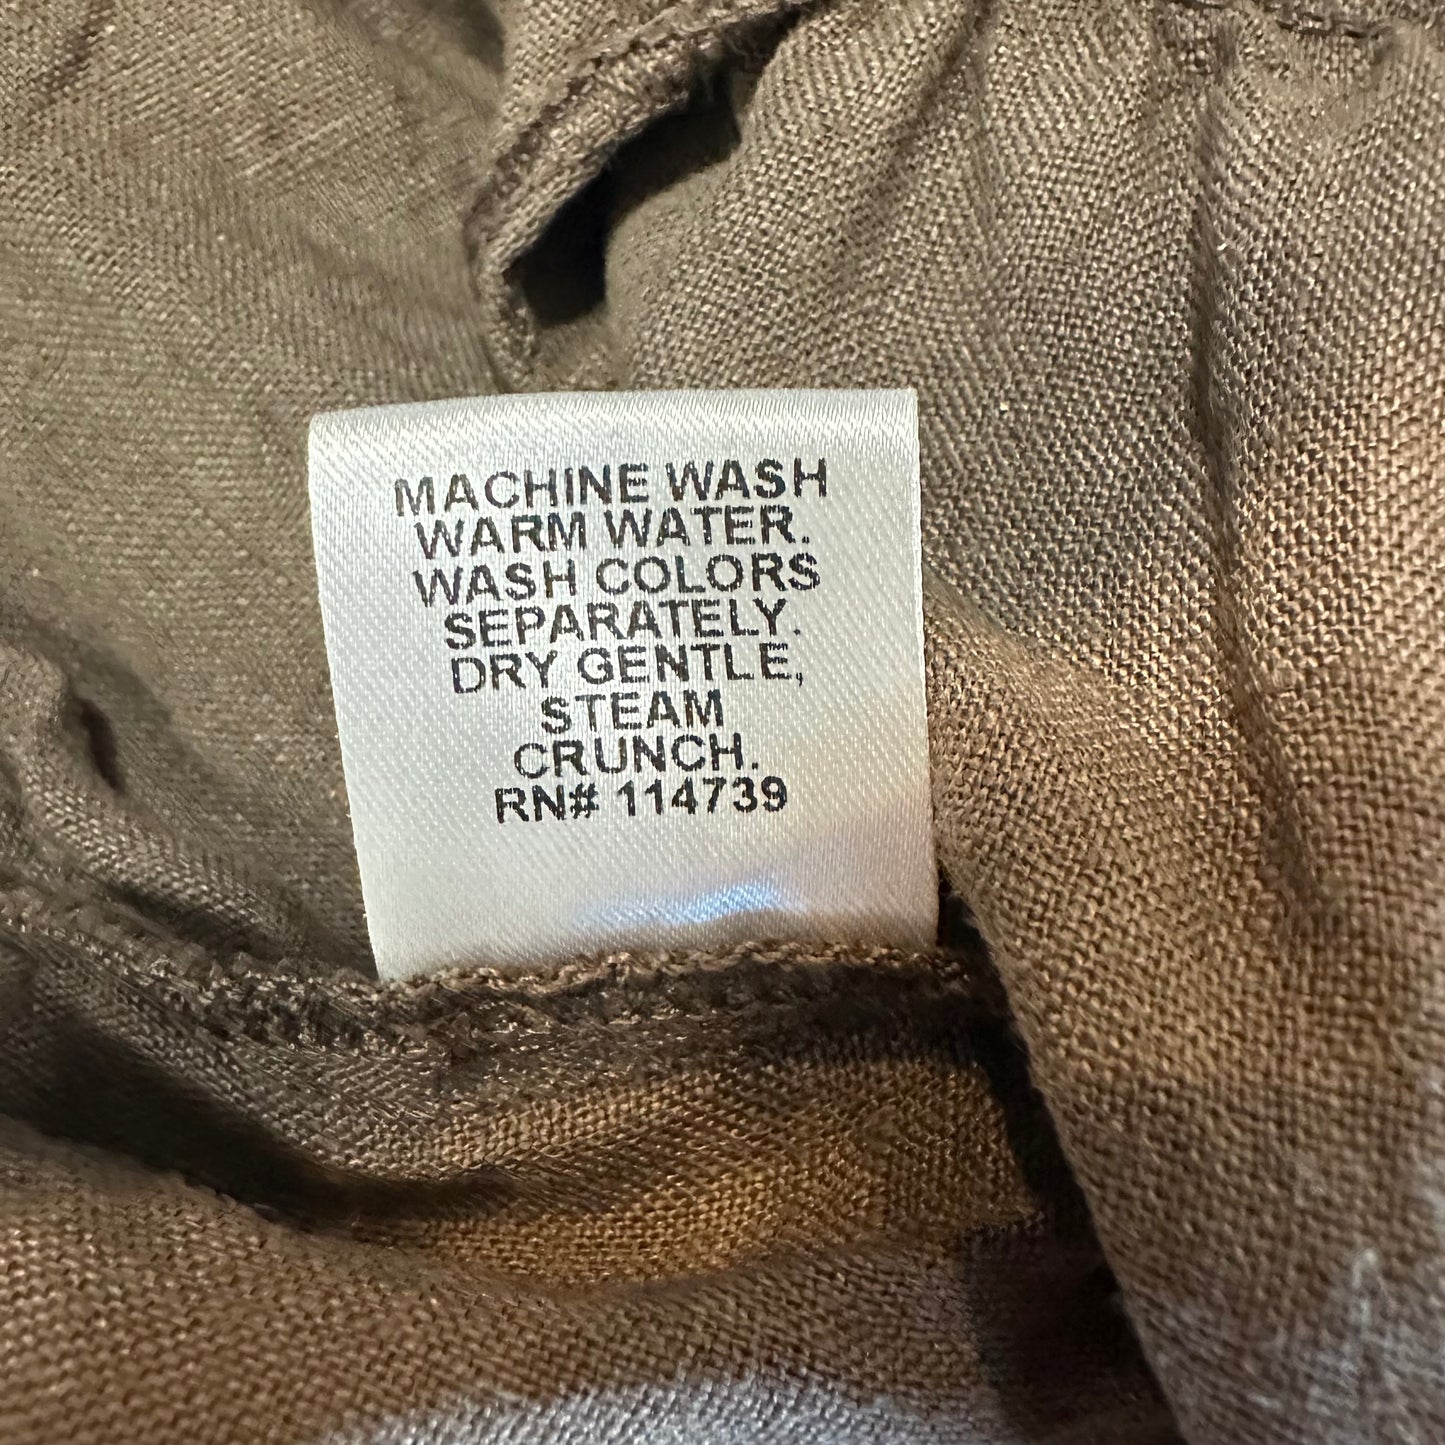 MACHINE WASH
WARM WATER.
WASH COLORS
SEPARATELY.
DRY GENTLE,
STEAM
CRUNCH.
RN# 114739